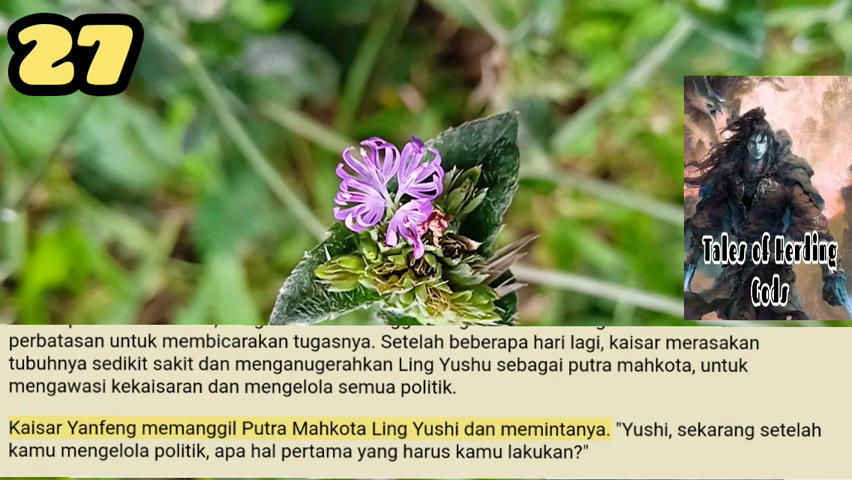 27
Tales of Herding
Gods
perbatasan untuk membicarakan tugasnya. Setelah beberapa hari lagi, kaisar merasakan
tubuhnya sedikit sakit dan menganugerahkan Ling Yushu sebagai putra mahkota, untuk
mengawasi kekaisaran dan mengelola semua politik.
Kaisar Yanfeng memanggil Putra Mahkota Ling Yushi dan memintanya. "Yushi, sekarang setelah
kamu mengelola politik, apa hal pertama yang harus kamu lakukan?"